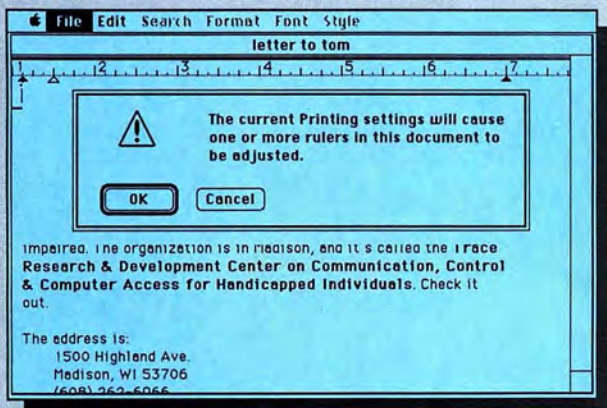 File Edit Search Format Font Style
letter to tom
1 2 3 4 5 6 7
The current Printing settings will cause
one or more rulers in this document to
be adjusted.
OK Cancel
impaired. The organization is in Madison, and it's called the Trace
Research & Development Center on Communication, Control
& Computer Access for Handicapped Individuals. Check it
out.
The address is:
1500 Highland Ave.
Madison, WI 53706
(608) 262-6066